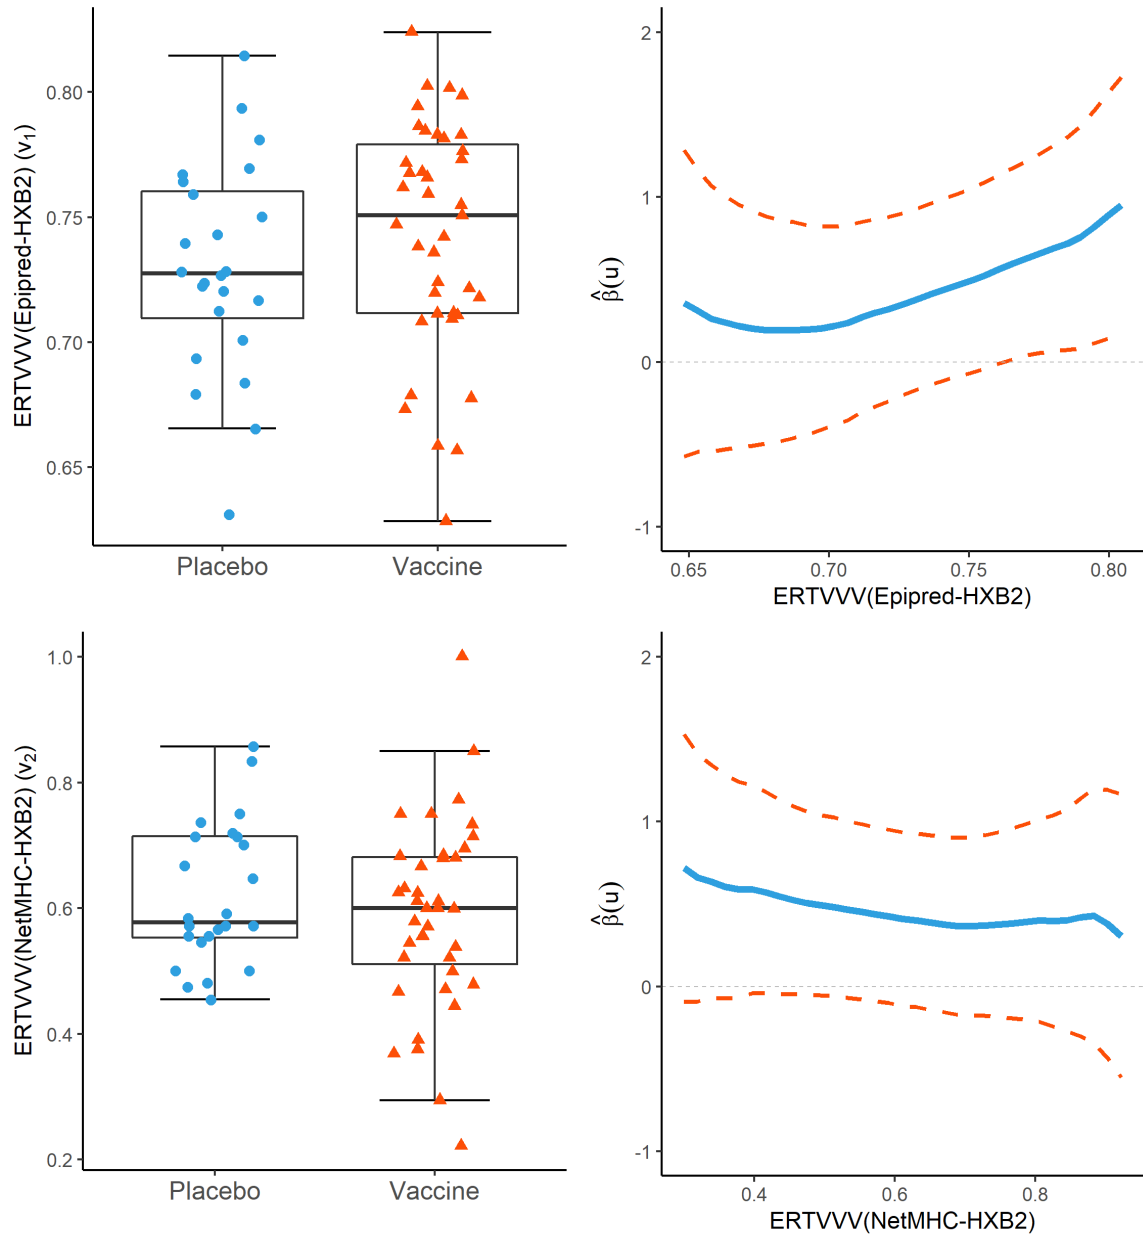 ERTVVV(Epipred-HXB2) (v₁)
0.80
0.75
0.70
0.65
Placebo
Vaccine
β̂(u)
2
1
0
-1
0.65
0.70
0.75
0.80
ERTVVV(Epipred-HXB2)
ERTVVV(NetMHC-HXB2) (v₂)
1.0
0.8
0.6
0.4
0.2
Placebo
Vaccine
β̂(u)
2
1
0
-1
0.4
0.6
0.8
ERTVVV(NetMHC-HXB2)